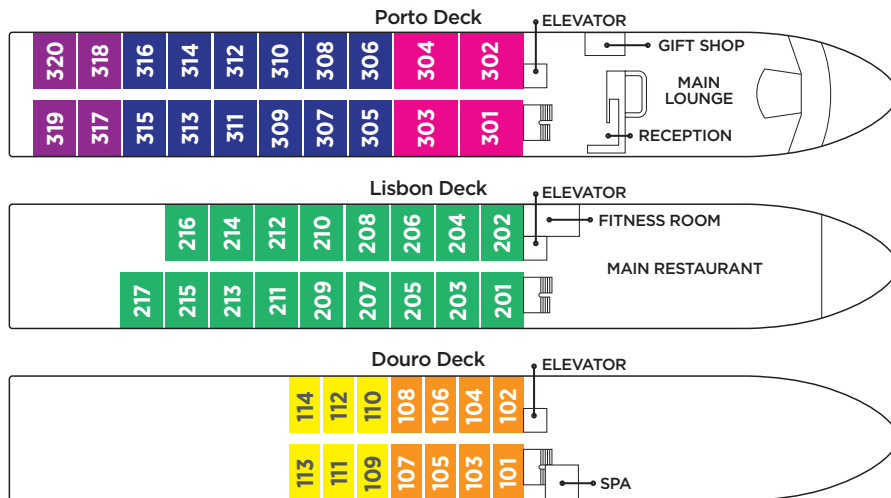 Porto Deck
ELEVATOR
GIFT SHOP
320 318 316 314 312 310 308 306 304 302
MAIN
LOUNGE
319 317 315 313 311 309 307 305 303 301
RECEPTION
Lisbon Deck
ELEVATOR
216 214 212 210 208 206 204 202
FITNESS ROOM
MAIN RESTAURANT
217 215 213 211 209 207 205 203 201
Douro Deck
ELEVATOR
114 112 110 108 106 104 102
113 111 109 107 105 103 101
SPA